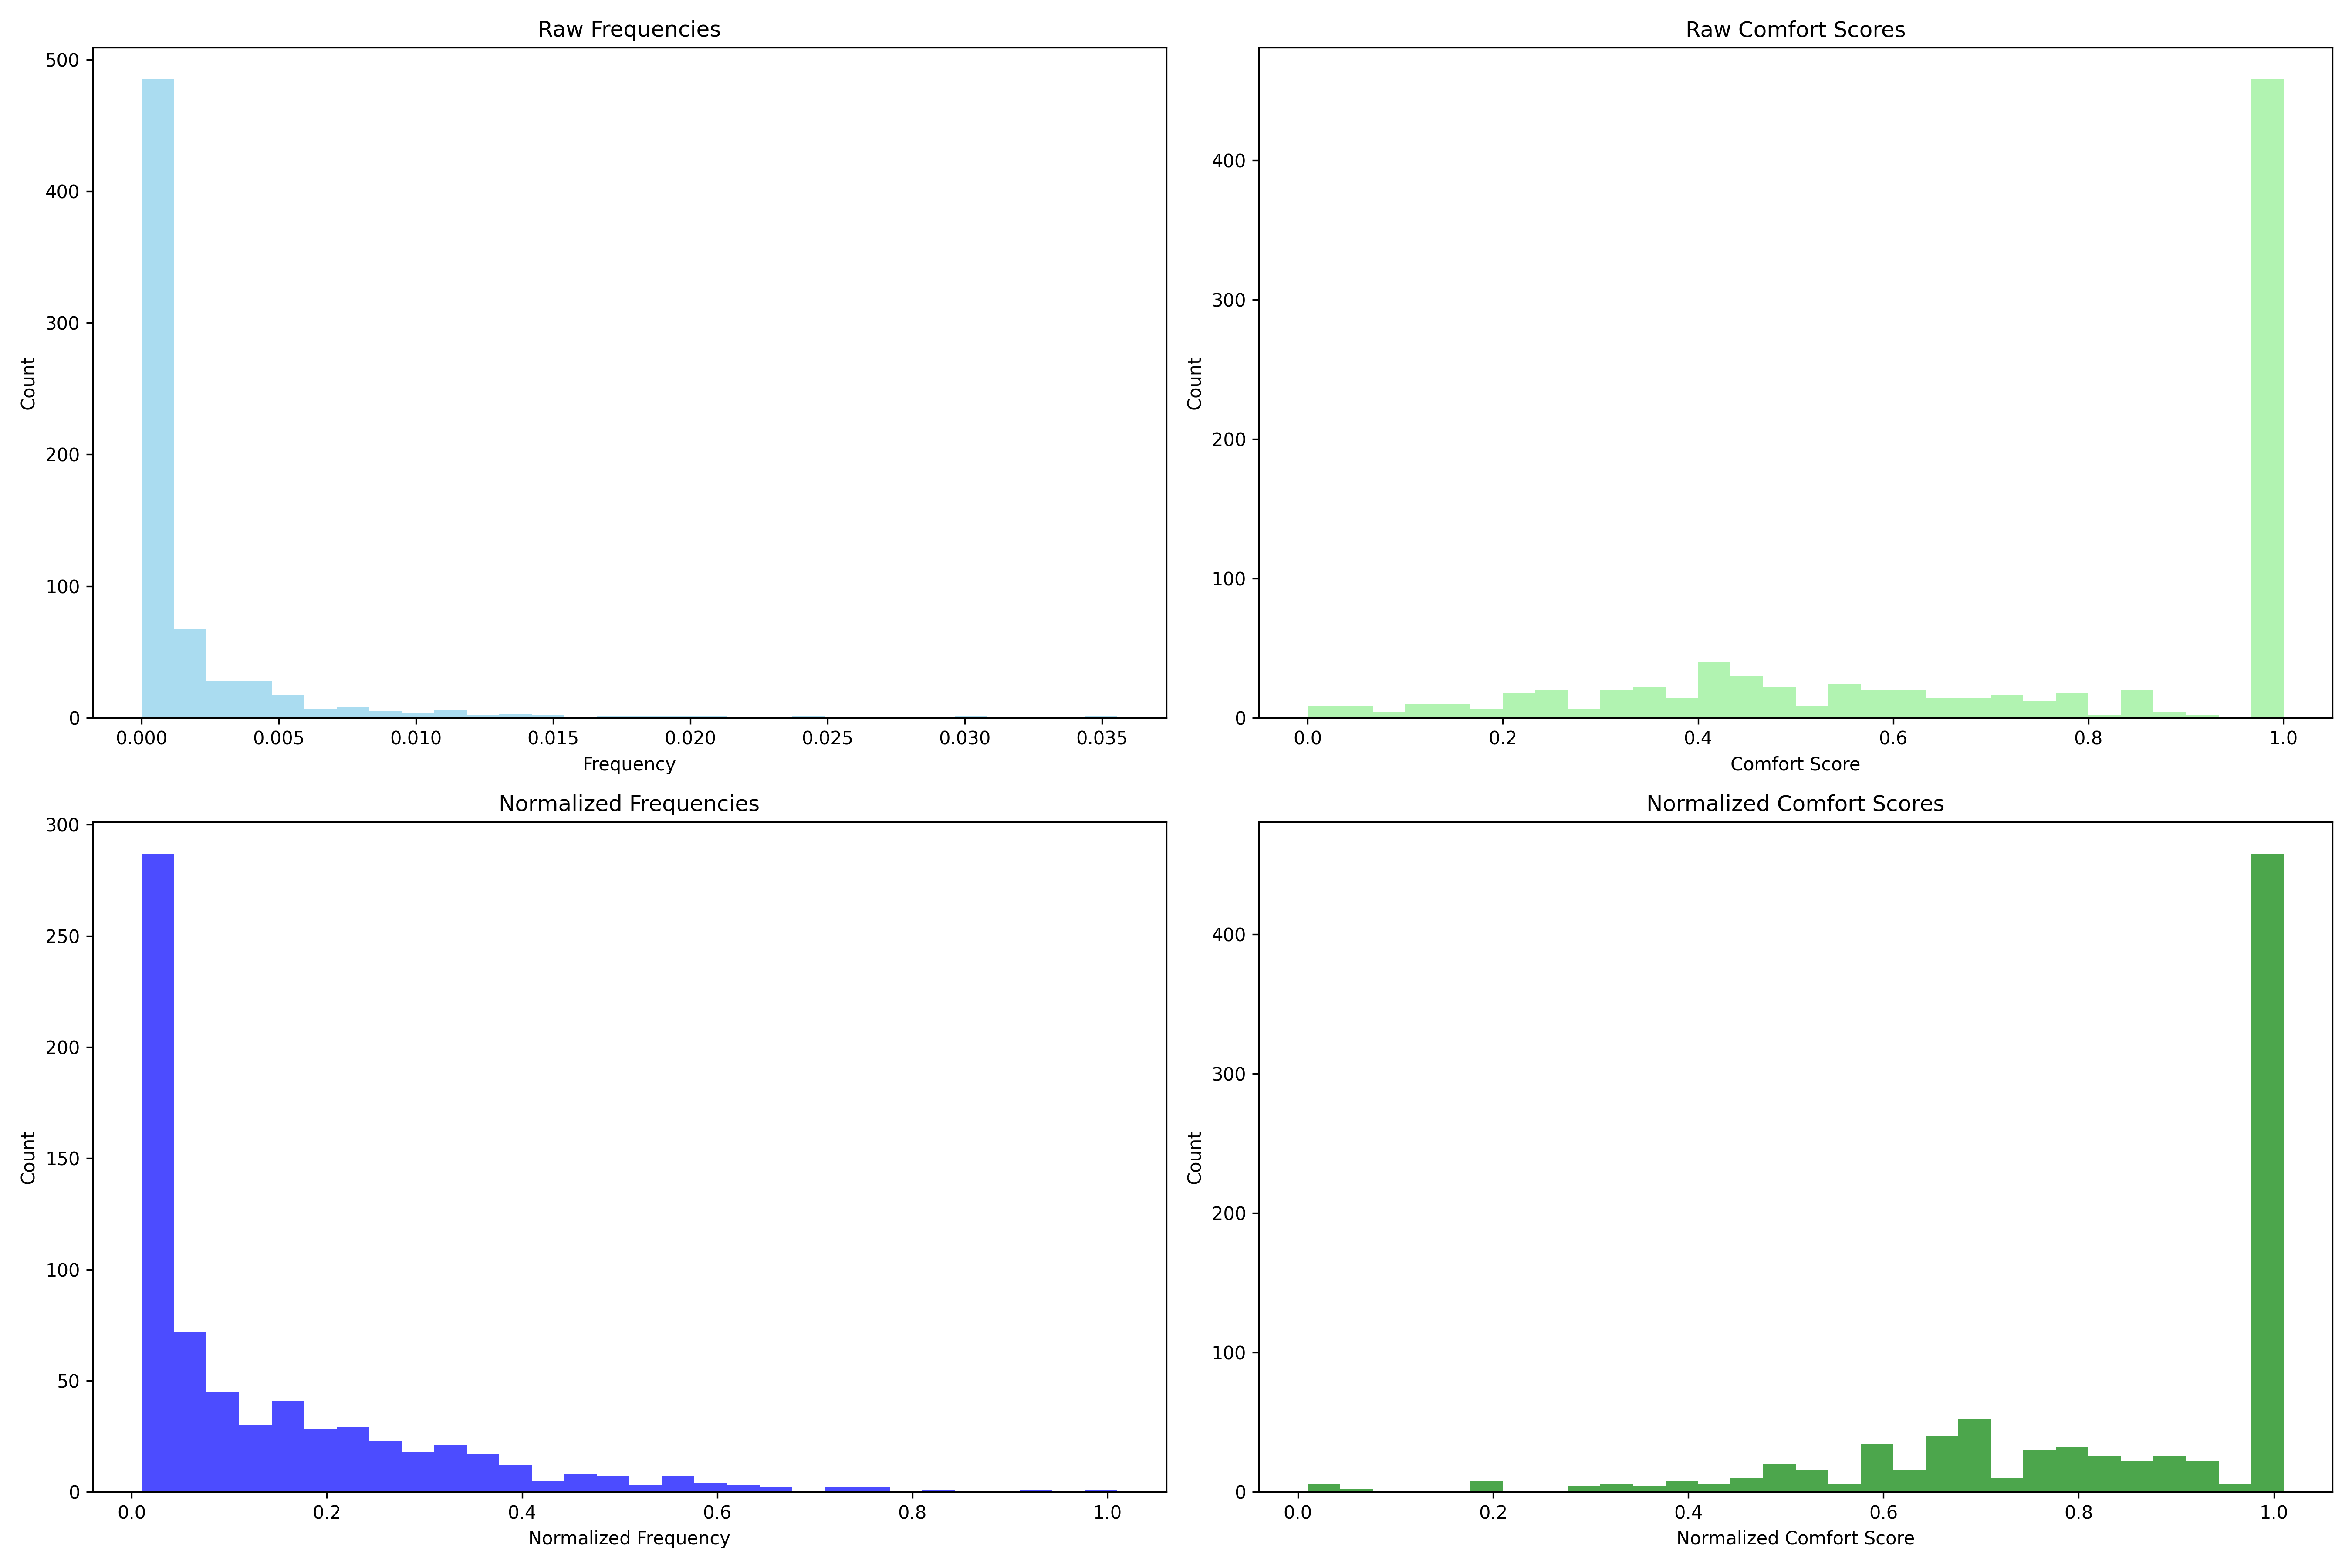 Raw Frequencies
500
400
300
200
100
0
Count
0.000 0.005 0.010 0.015 0.020 0.025 0.030 0.035
Frequency
Raw Comfort Scores
400
300
200
100
0
Count
0.0 0.2 0.4 0.6 0.8 1.0
Comfort Score
Normalized Frequencies
300
250
200
150
100
50
0
Count
0.0 0.2 0.4 0.6 0.8 1.0
Normalized Frequency
Normalized Comfort Scores
400
300
200
100
0
Count
0.0 0.2 0.4 0.6 0.8 1.0
Normalized Comfort Score